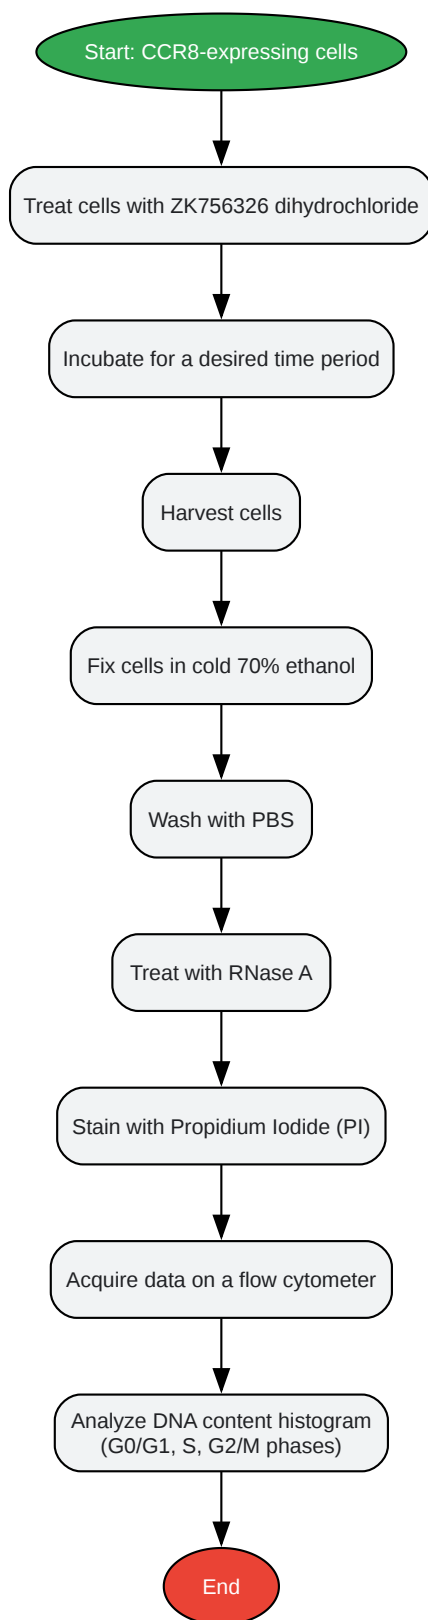 Start: CCR8-expressing cells
Treat cells with ZK756326 dihydrochloride
Incubate for a desired time period
Harvest cells
Fix cells in cold 70% ethanol
Wash with PBS
Treat with RNase A
Stain with Propidium Iodide (PI)
Acquire data on a flow cytometer
Analyze DNA content histogram
(G0/G1, S, G2/M phases)
End